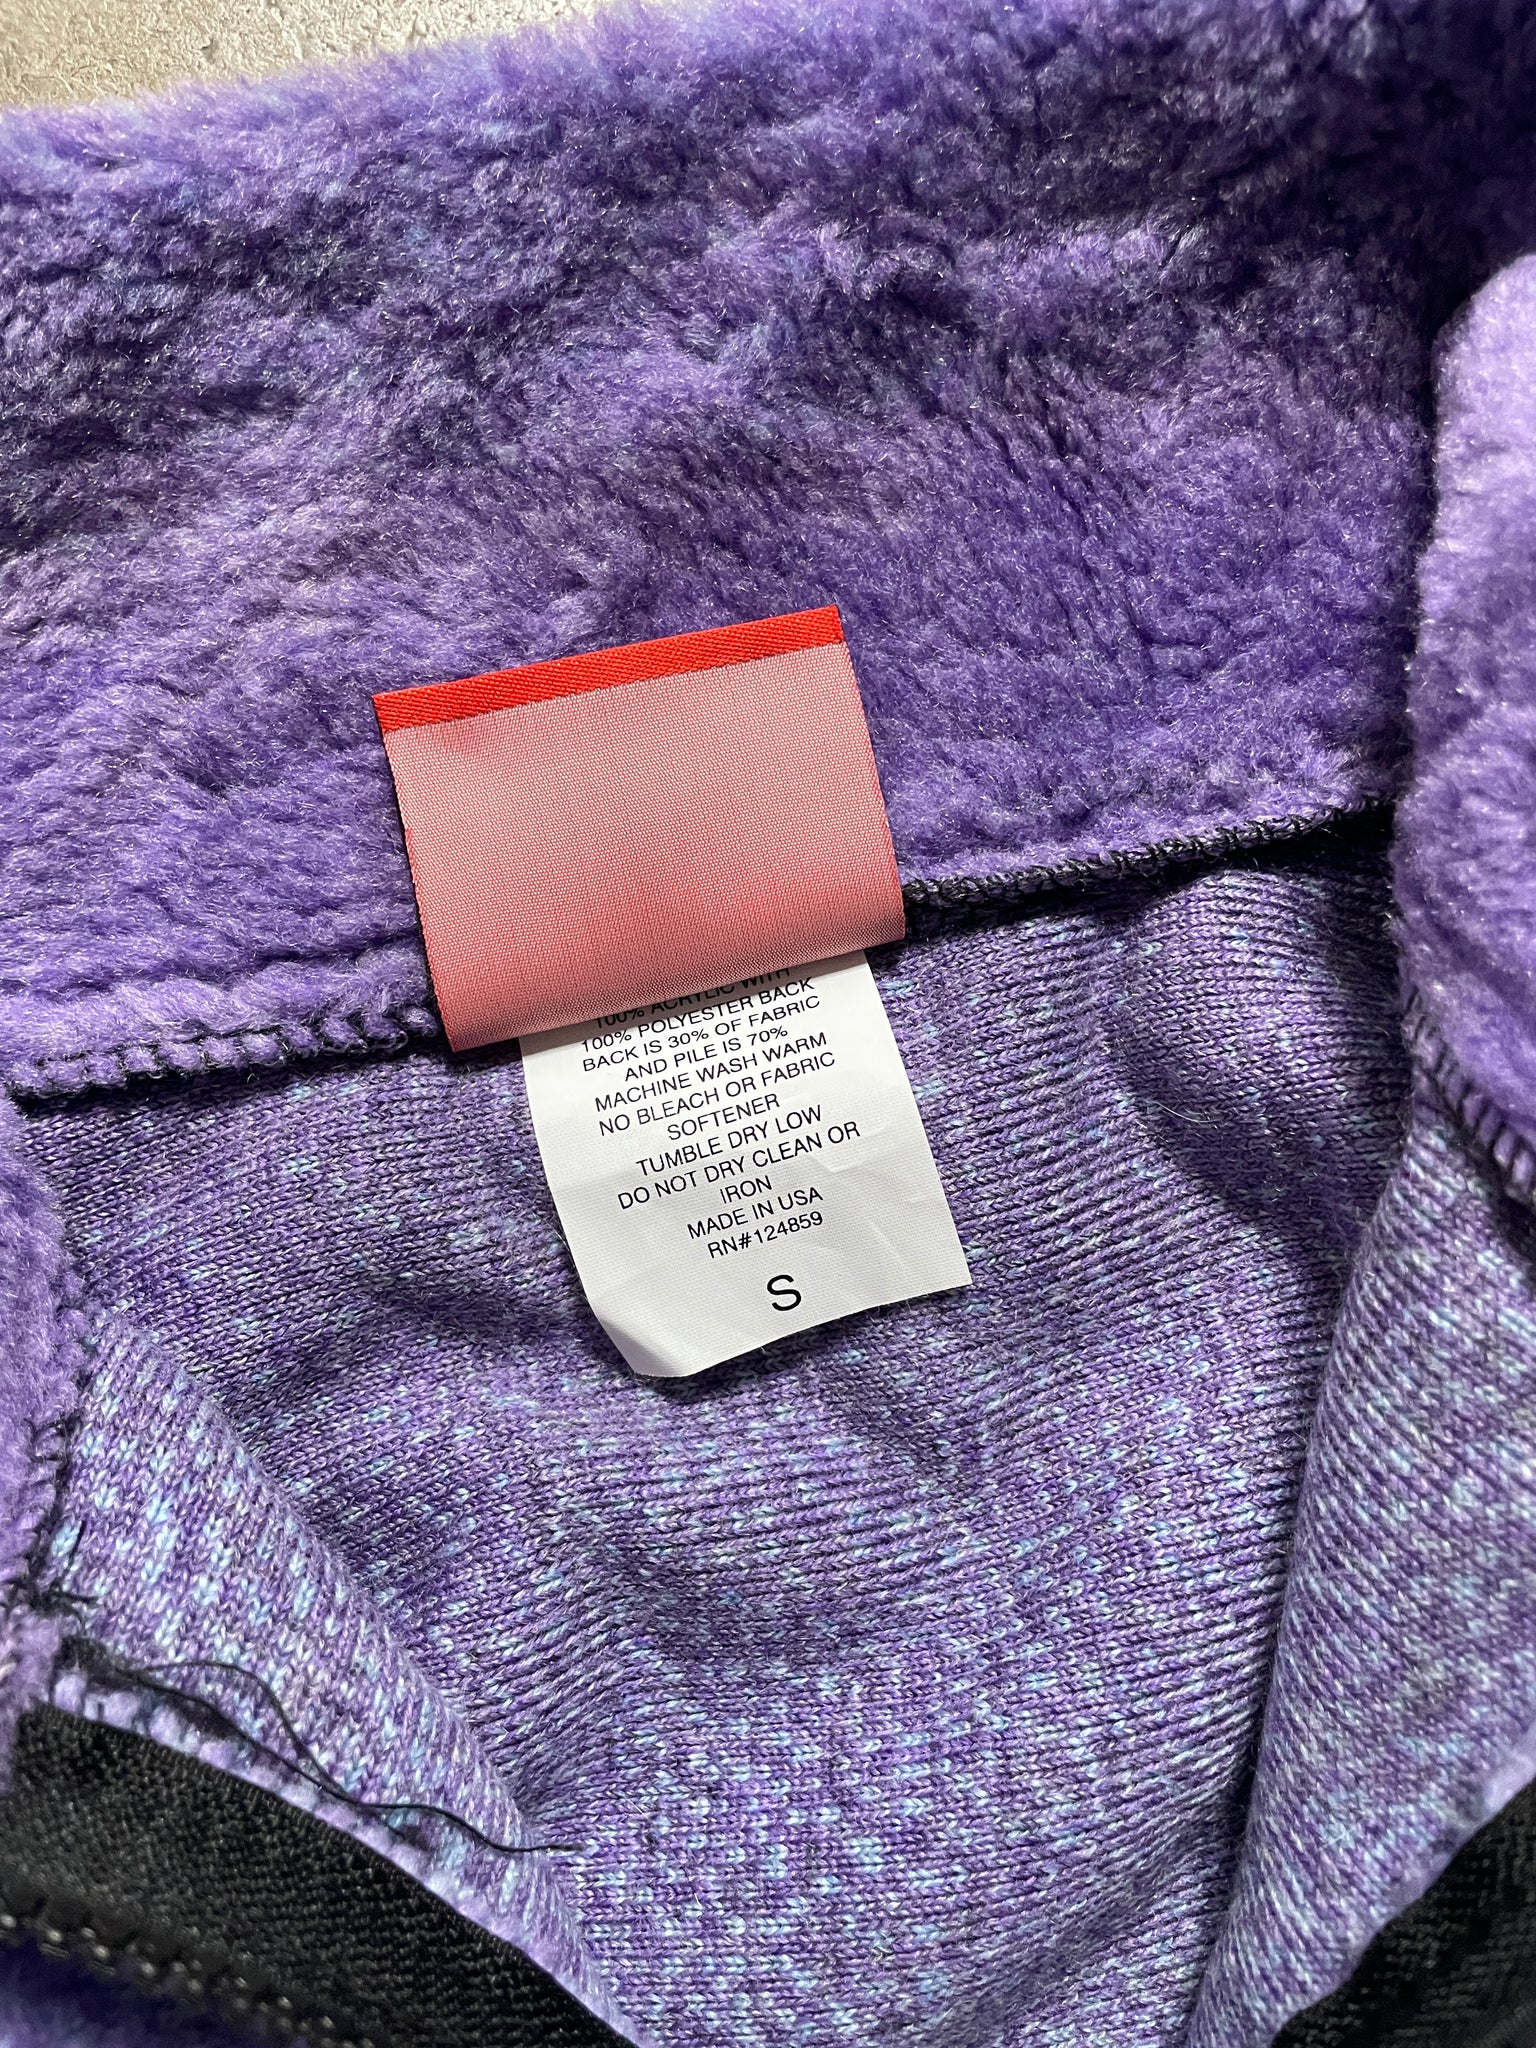 100% ACRYLIC WITH
100% POLYESTER BACK
BACK IS 30% OF FABRIC
AND PILE IS 70%
MACHINE WASH WARM
NO BLEACH OR FABRIC
SOFTENER
TUMBLE DRY LOW
DO NOT DRY CLEAN OR
IRON
MADE IN USA
RN#124859
S